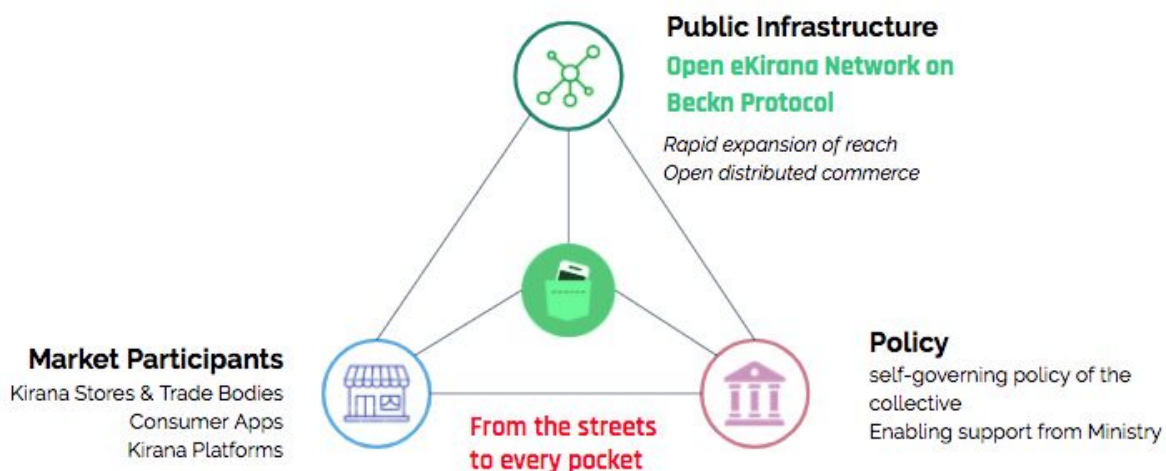 Public Infrastructure
Open eKirana Network on
Beckn Protocol
Rapid expansion of reach
Open distributed commerce
Market Participants
Kirana Stores & Trade Bodies
Consumer Apps
Kirana Platforms
From the streets
to every pocket
Policy
self-governing policy of the
collective
Enabling support from Ministry